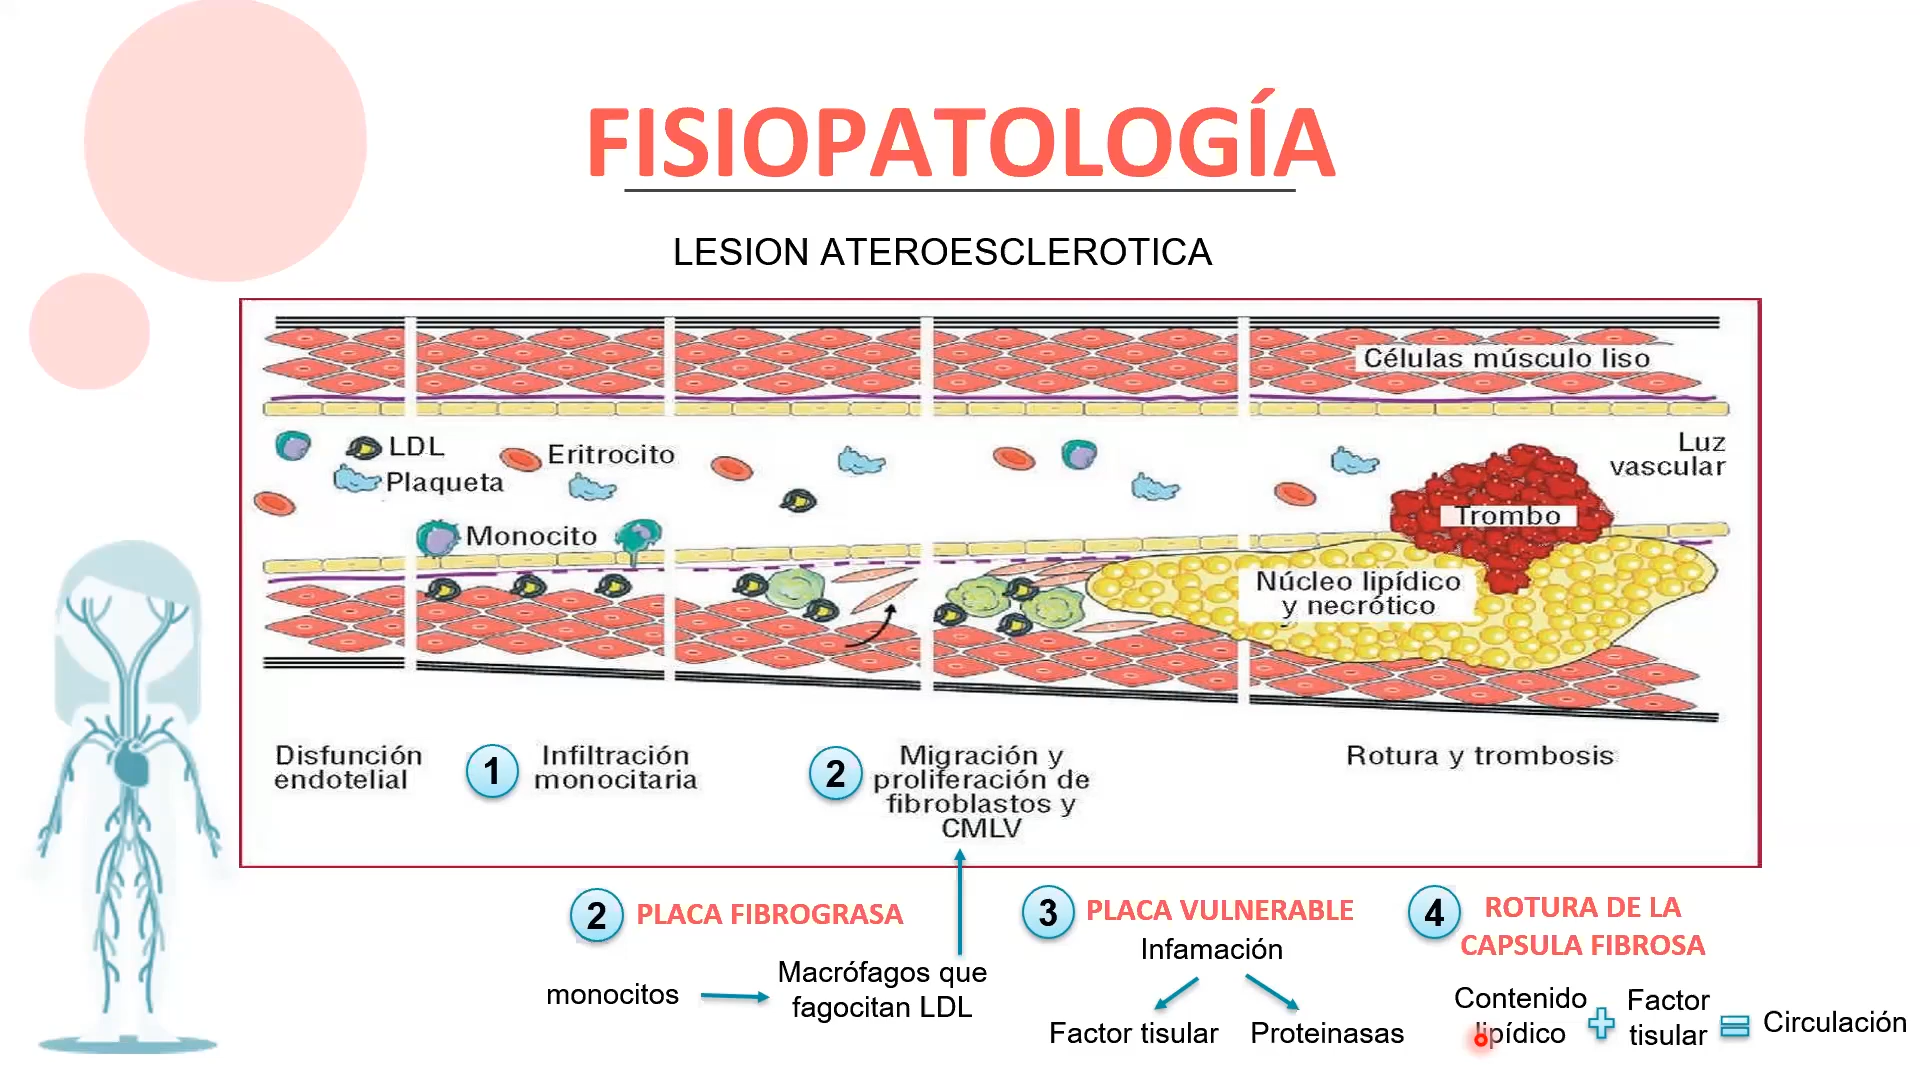 FISIOPATOLOGÍA
LESION ATEROESCLEROTICA
Células músculo liso
LDL
Eritrocito
Plaqueta
Monocito
Luz
vascular
Trombo
Núcleo lipídico
y necrótico
Disfunción
endotelial
1
Infiltración
monocitaria
2
Migración y
proliferación de
fibroblastos y
CMLV
Rotura y trombosis
2
PLACA FIBROGRASA
monocitos
Macrófagos que
fagocitan LDL
3
PLACA VULNERABLE
Infamación
Factor tisular
Proteinasas
4
ROTURA DE LA
CAPSULA FIBROSA
Contenido
lipídico
Factor
tisular
Circulación